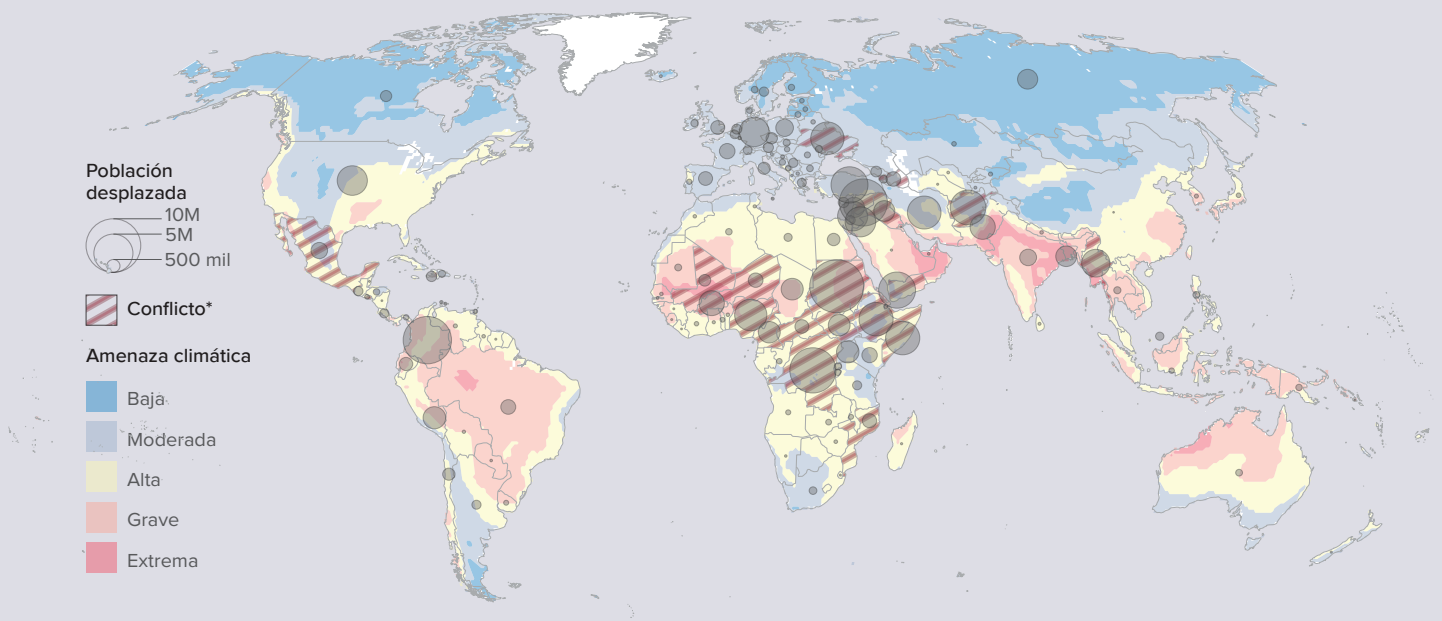 Población
desplazada
10M
5M
500 mil
Conflicto*
Amenaza climática
Baja
Moderada
Alta
Grave
Extrema